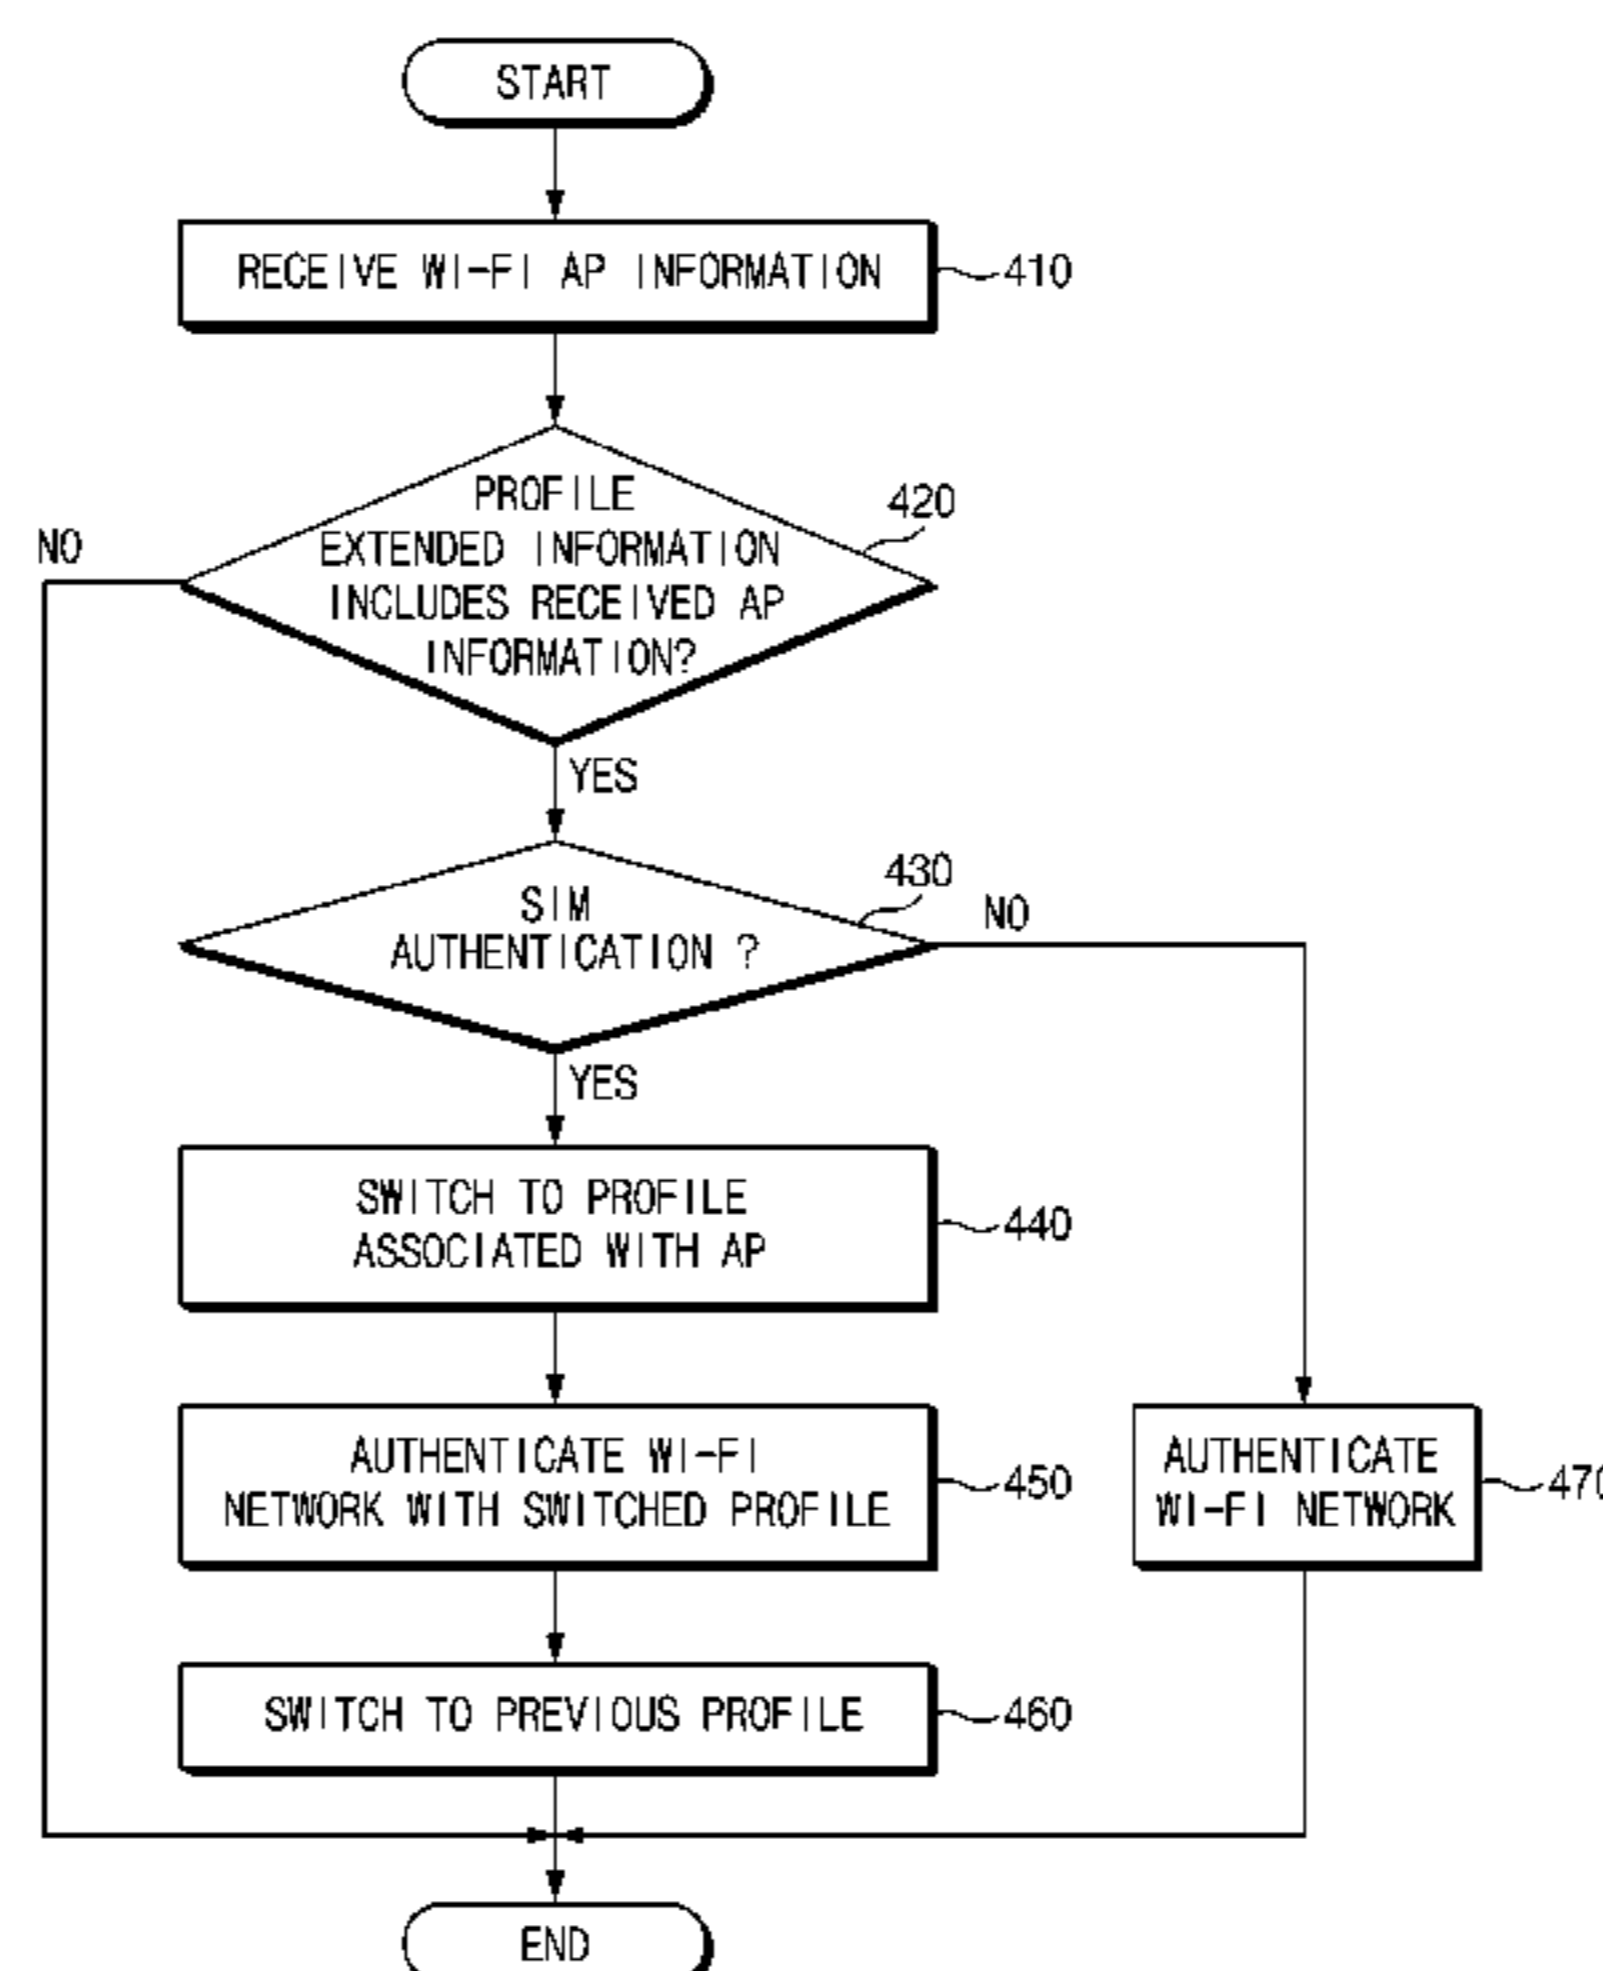 START
RECEIVE WI-FI AP INFORMATION
410
PROFILE
EXTENDED INFORMATION
INCLUDES RECEIVED AP
INFORMATION?
420
NO
YES
SIM
AUTHENTICATION ?
430
NO
YES
SWITCH TO PROFILE
ASSOCIATED WITH AP
440
AUTHENTICATE WI-FI
NETWORK WITH SWITCHED PROFILE
450
AUTHENTICATE
WI-FI NETWORK
470
SWITCH TO PREVIOUS PROFILE
460
END